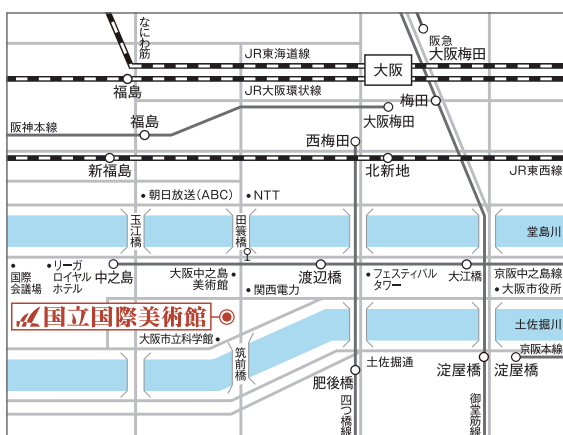 なにわ筋
阪急
大阪梅田
JR東海道線
大阪
福島
JR大阪環状線
梅田
大阪梅田
福島
阪神本線
西梅田
新福島
北新地
JR東西線
朝日放送(ABC)
NTT
玉江橋
田簑橋
堂島川
国際
会議場
リーガ
ロイヤル
ホテル
中之島
大阪中之島
美術館
関西電力
渡辺橋
フェスティバル
タワー
大江橋
京阪中之島線
大阪市役所
1
国立国際美術館
大阪市立科学館
筑前橋
土佐堀川
京阪本線
土佐堀通
肥後橋
淀屋橋
淀屋橋
四つ橋線
御堂筋線